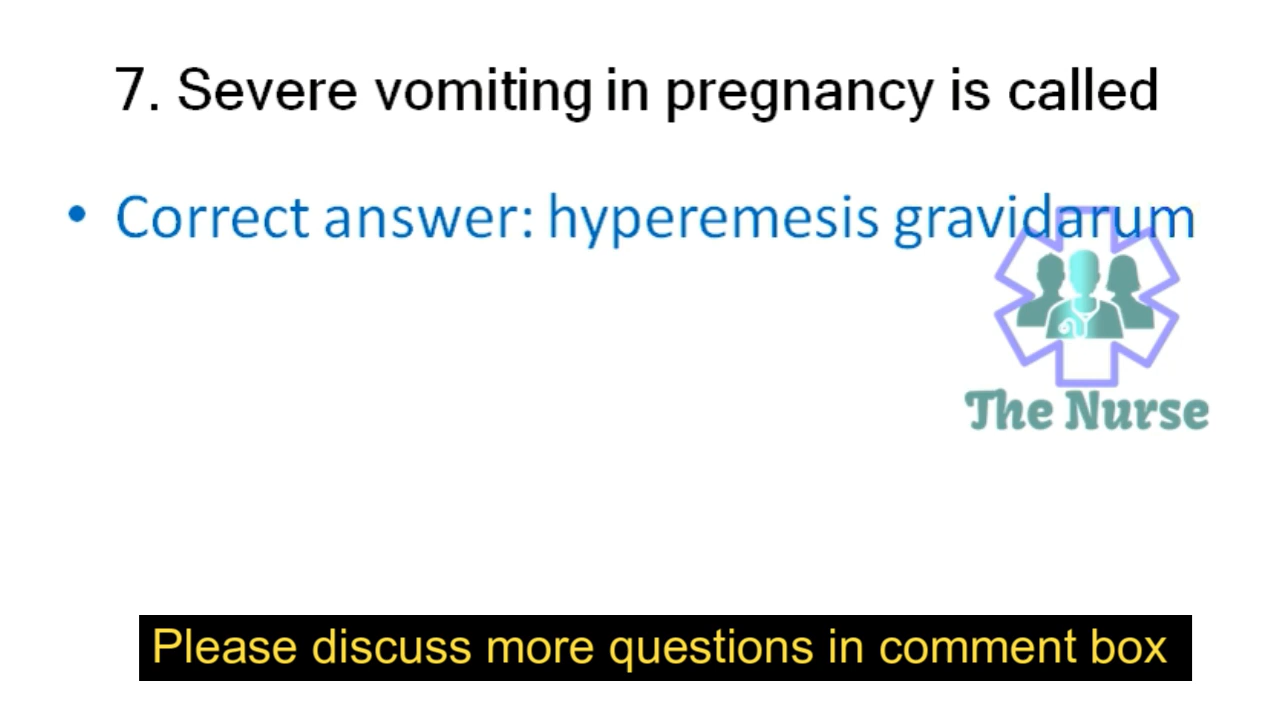 7. Severe vomiting in pregnancy is called
• Correct answer: hyperemesis gravidarum
The Nurse
Please discuss more questions in comment box